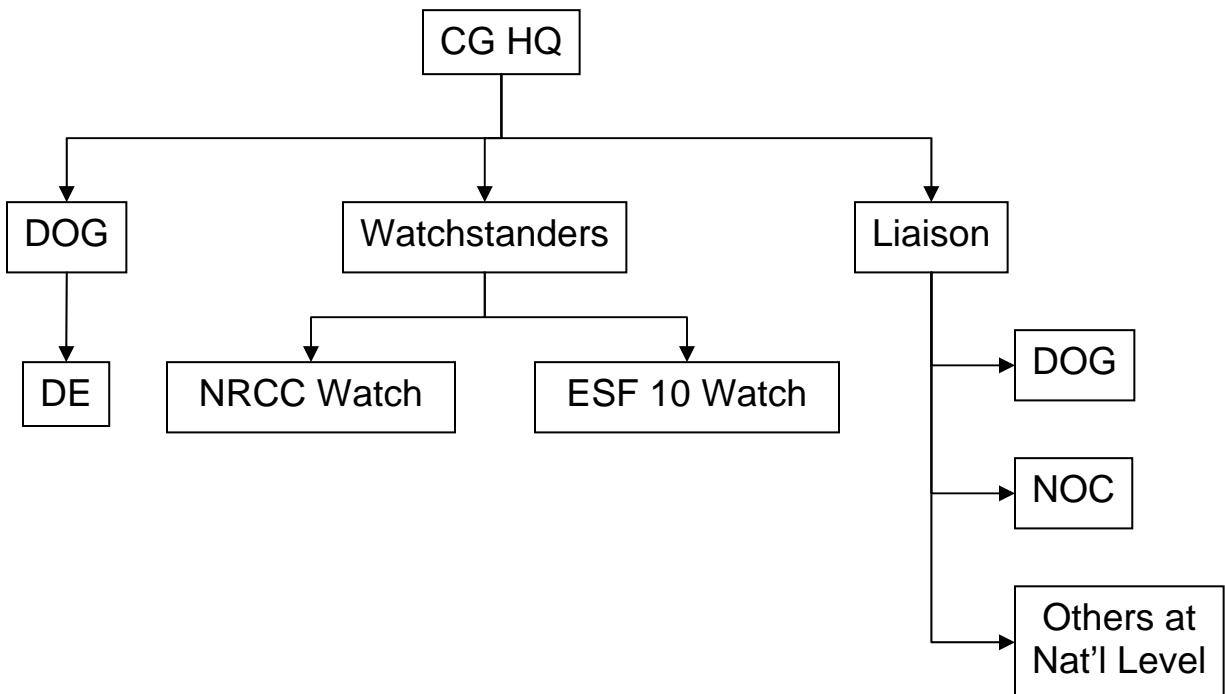 CG HQ
DOG
Watchstanders
Liaison
DE
NRCC Watch
ESF 10 Watch
DOG
NOC
Others at
Nat’l Level